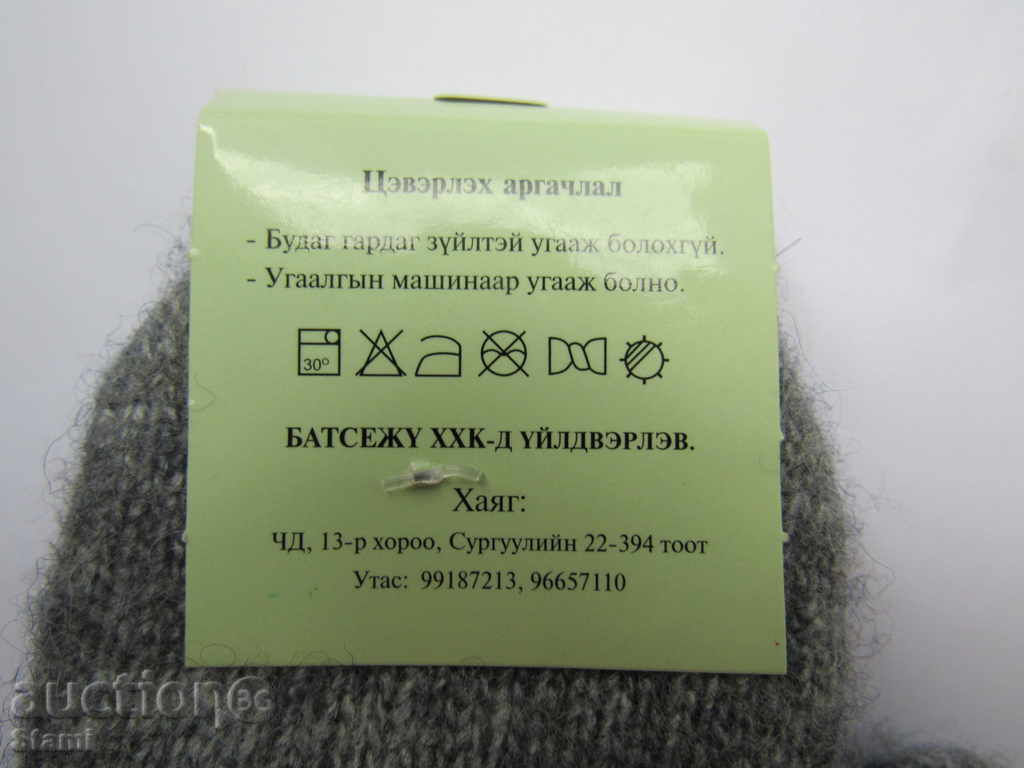 Цэвэрлэх аргачлал
- Будаг гардаг зүйлтэй угааж болохгүй.
- Угаалгын машинаар угааж болно.
30°
БАТСЕЖҮ ХХК-Д ҮЙЛДВЭРЛЭВ.
Хаяг:
ЧД, 13-р хороо, Сургуулийн 22-394 тоот
Утас: 99187213, 96657110
auction BG
Stami